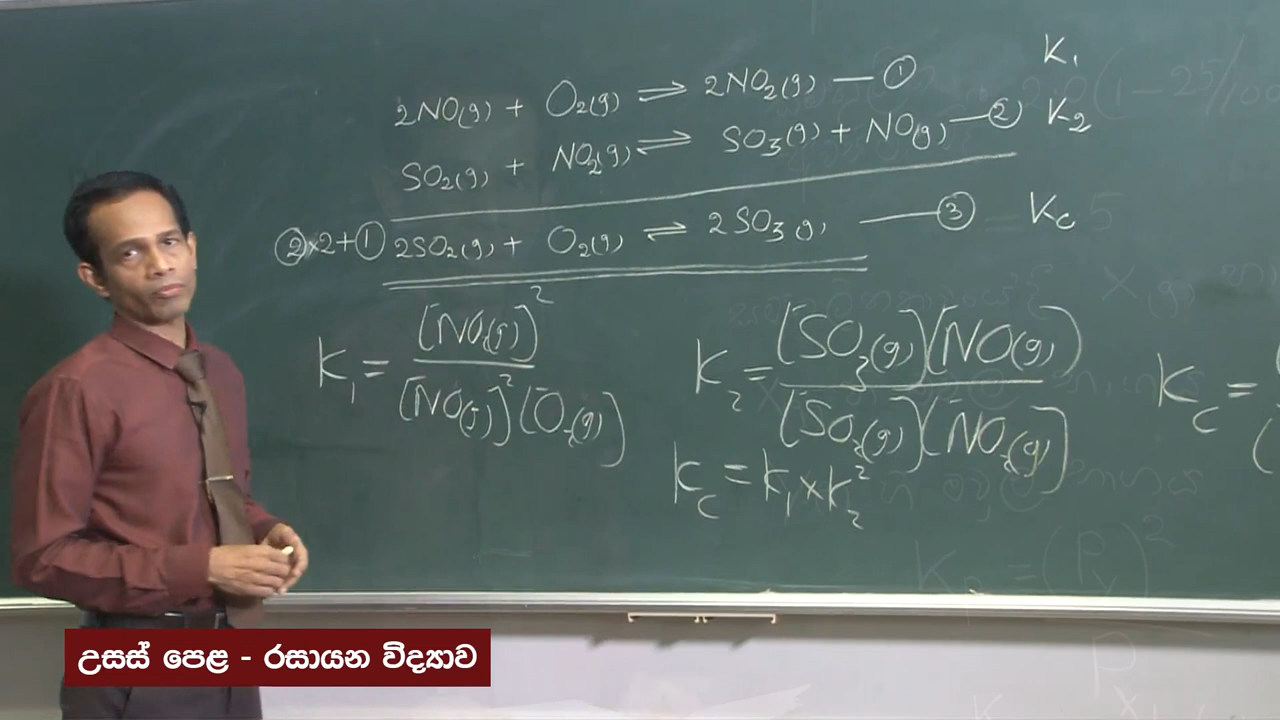 2NO(g) + O₂(g) ⇌ 2NO₂(g) — ① K₁
SO₂(g) + NO₂(g) ⇌ SO₃(g) + NO(g) — ② K₂
②×2+① 2SO₂(g) + O₂(g) ⇌ 2SO₃(g) — ③ Kc
K₁ = [NO₂(g)]² / [NO(g)]² [O₂(g)]
K₂ = [SO₃(g)][NO(g)] / [SO₂(g)][NO₂(g)]
Kc =
Kc = K₁ × K₂²
උසස් පෙළ - රසායන විද්‍යාව